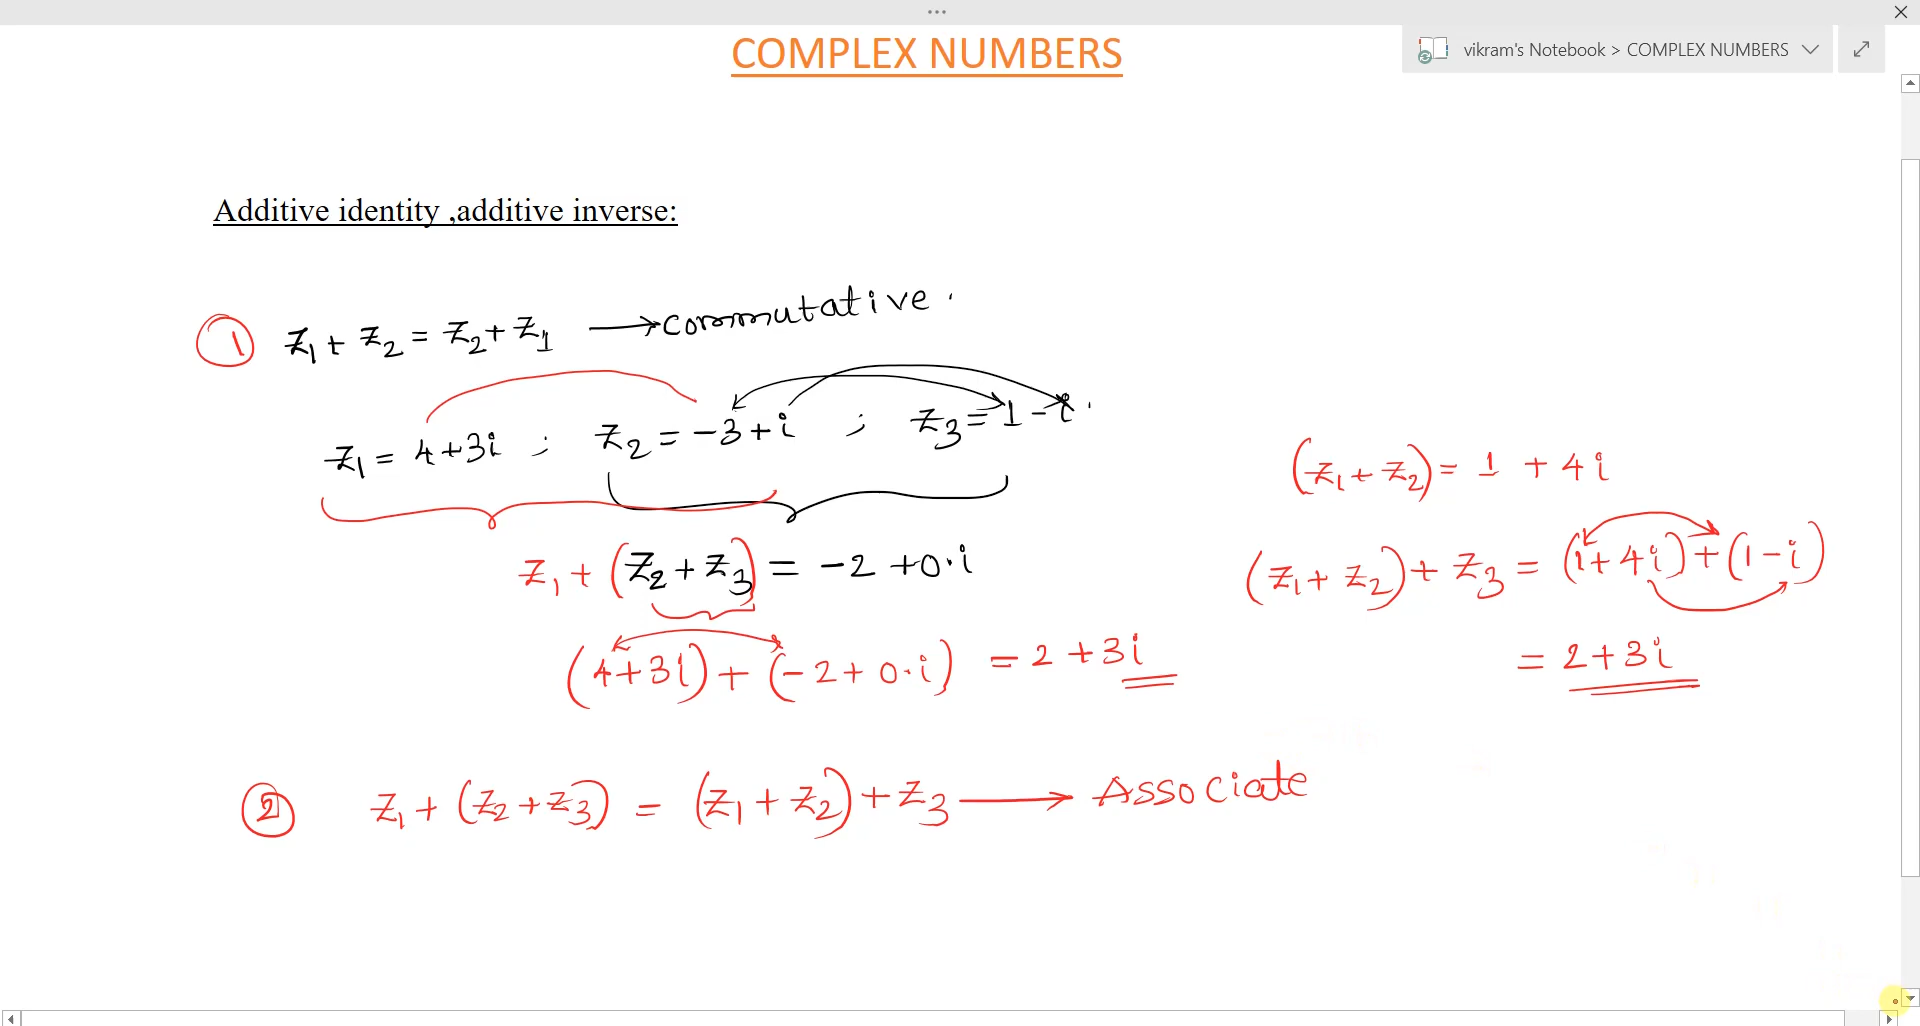 COMPLEX NUMBERS
vikram's Notebook > COMPLEX NUMBERS
Additive identity ,additive inverse:
1 z₁ + z₂ = z₂ + z₁ → commutative.
z₁ = 4+3i ; z₂ = -3+i ; z₃ = 1-i.
(z₁ + z₂) = 1 + 4i
z₁ + (z₂ + z₃) = -2 + 0·i
(z₁ + z₂) + z₃ = (1 + 4i) + (1 - i)
(4+3i) + (-2 + 0·i) = 2 + 3i
= 2 + 3i
2 z₁ + (z₂ + z₃) = (z₁ + z₂) + z₃ → Associate